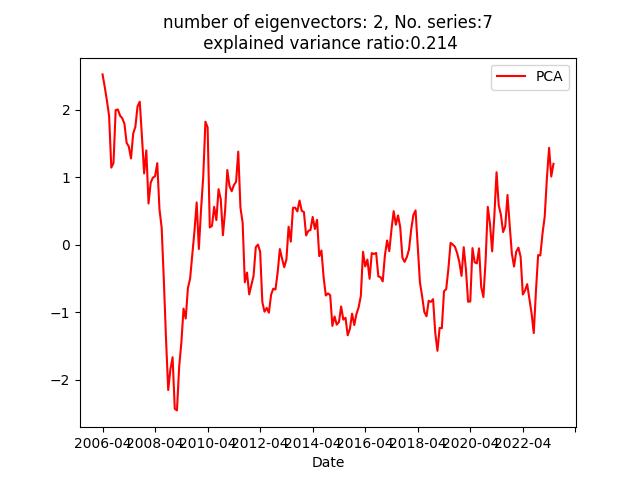 number of eigenvectors: 2, No. series:7
explained variance ratio:0.214
PCA
2
1
0
−1
−2
2006-04 2008-04 2010-04 2012-04 2014-04 2016-04 2018-04 2020-04 2022-04
Date